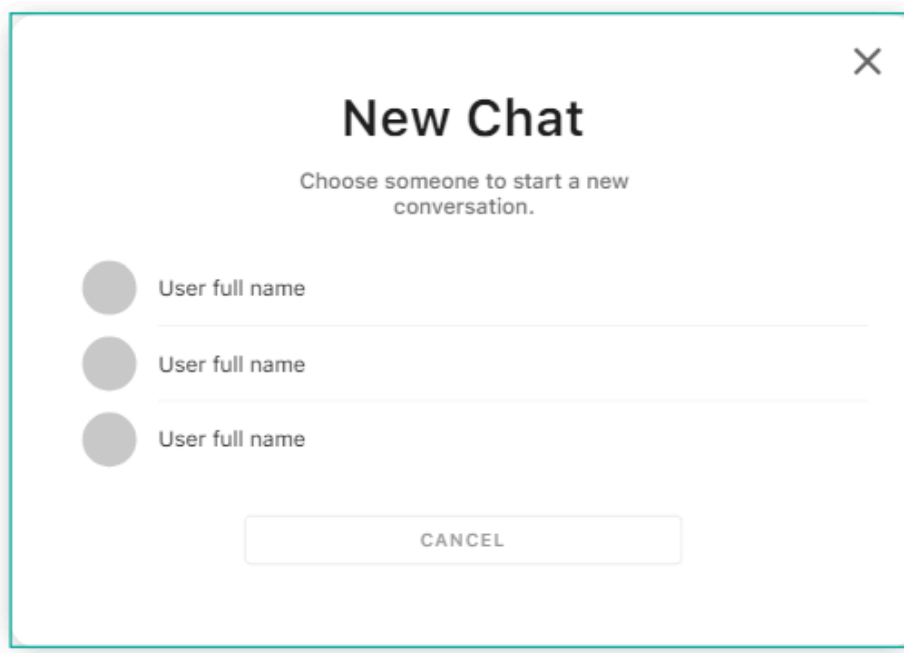 New Chat
Choose someone to start a new
conversation.
User full name
User full name
User full name
CANCEL